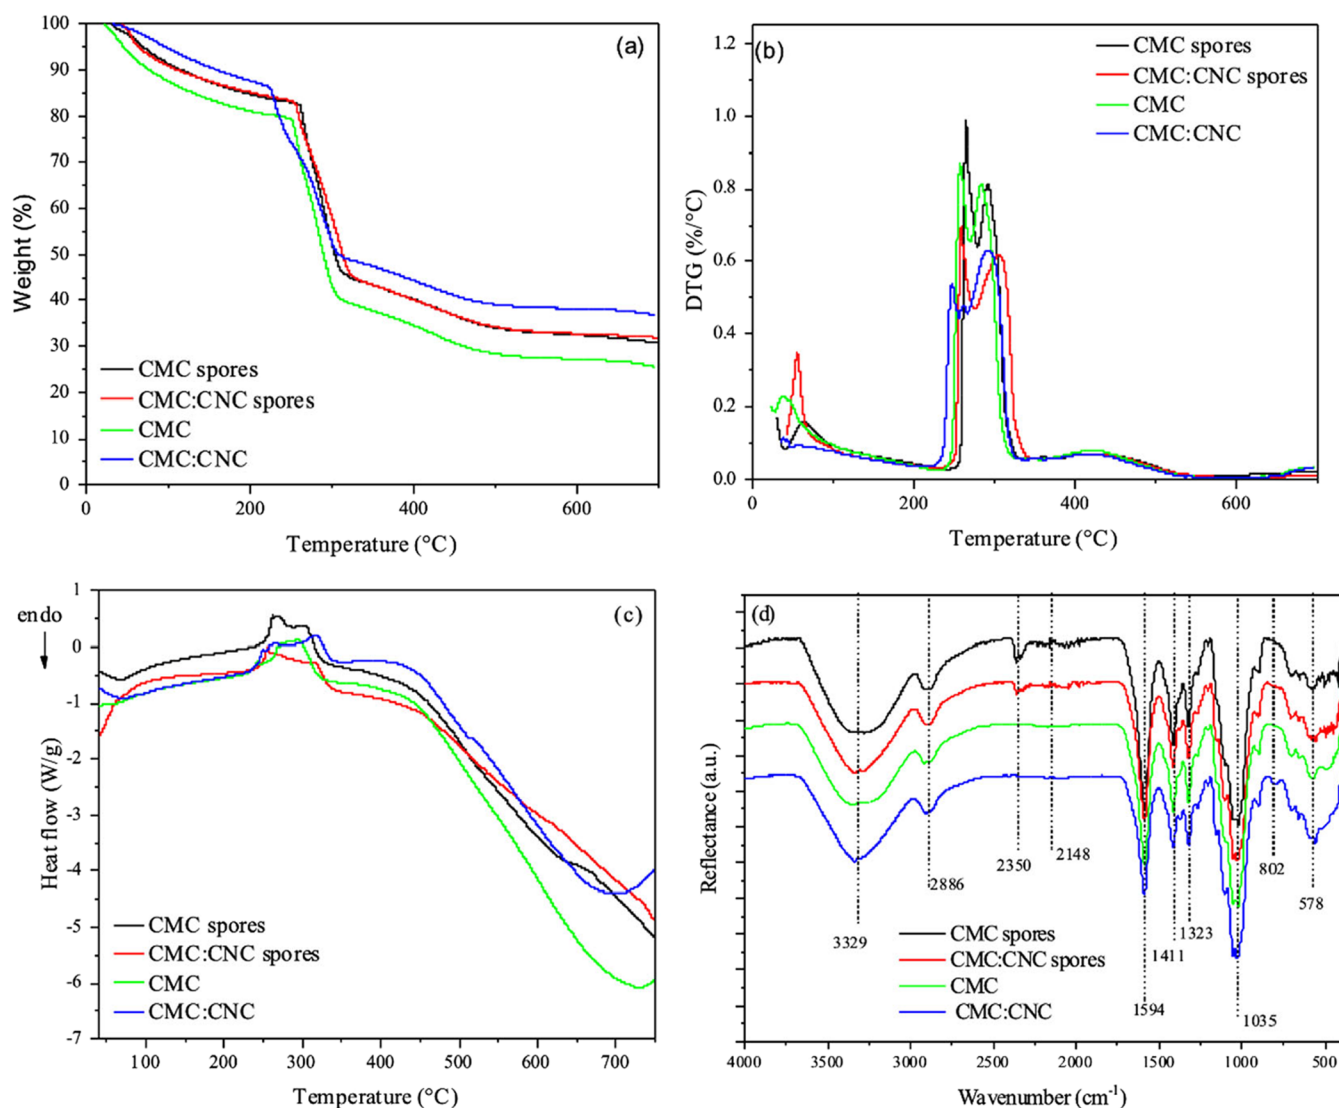 (a)
100
90
80
70
60
50
40
30
20
10
0
Weight (%)
CMC spores
CMC:CNC spores
CMC
CMC:CNC
0 200 400 600
Temperature (°C)
(b)
CMC spores
CMC:CNC spores
CMC
CMC:CNC
1.2
1.0
0.8
0.6
0.4
0.2
0.0
DTG (%/°C)
0 200 400 600
Temperature (°C)
(c)
endo
1
0
-1
-2
-3
-4
-5
-6
-7
Heat flow (W/g)
CMC spores
CMC:CNC spores
CMC
CMC:CNC
100 200 300 400 500 600 700
Temperature (°C)
(d)
Reflectance (a.u.)
3329
2886
2350
2148
1594
1411
1323
1035
802
578
CMC spores
CMC:CNC spores
CMC
CMC:CNC
4000 3500 3000 2500 2000 1500 1000 500
Wavenumber (cm⁻¹)